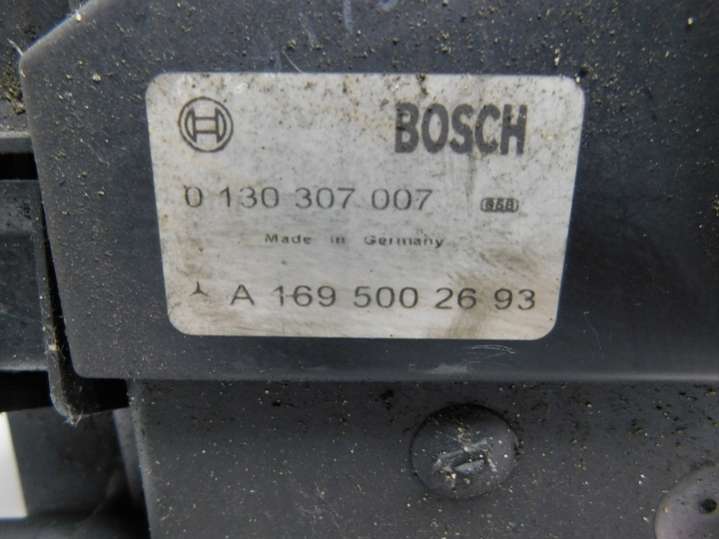 BOSCH
0 130 307 007
Made in Germany
A 169 500 26 93